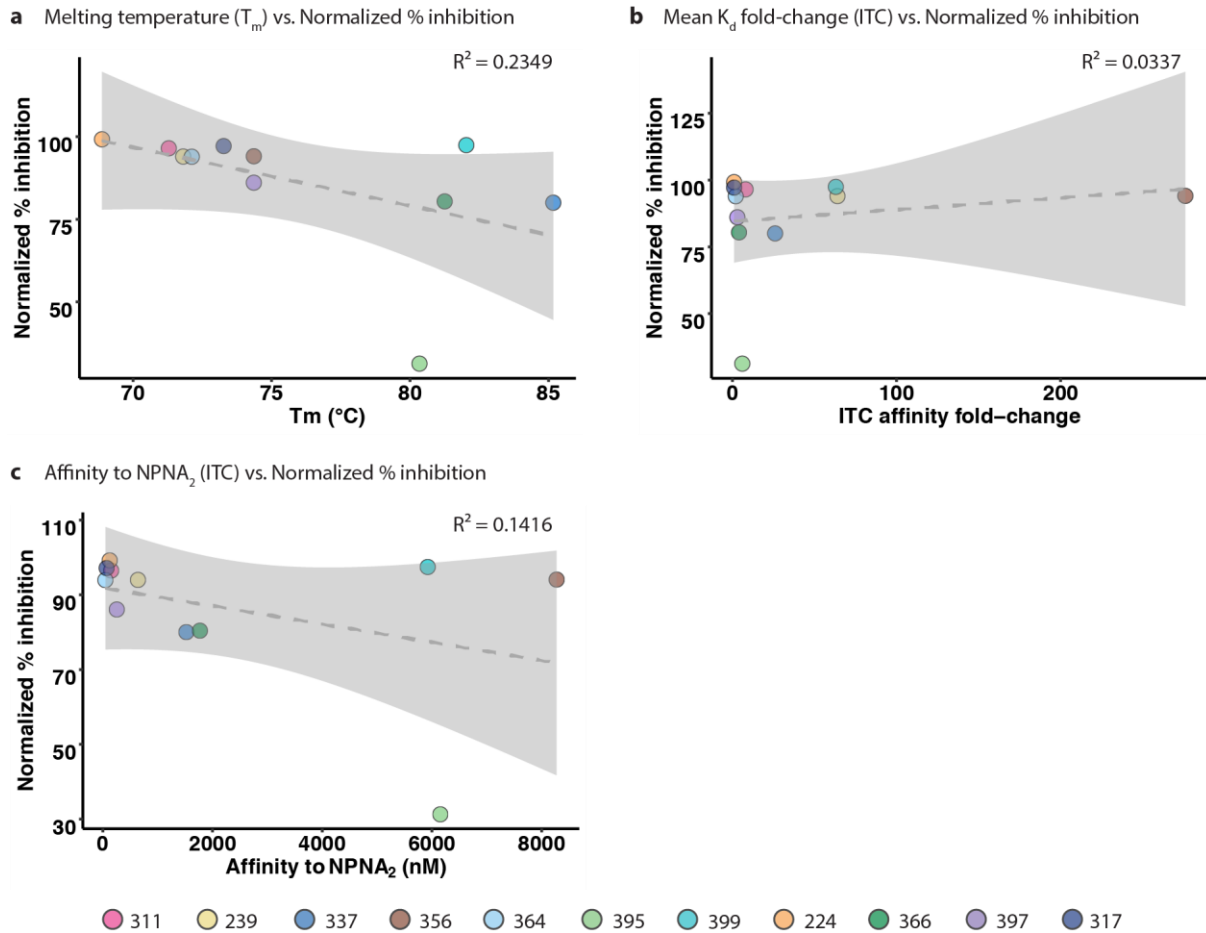 a Melting temperature (Tm) vs. Normalized % inhibition
R² = 0.2349
Normalized % inhibition
100
75
50
70 75 80 85
Tm (°C)
b Mean Kd fold-change (ITC) vs. Normalized % inhibition
R² = 0.0337
Normalized % inhibition
125
100
75
50
0 100 200
ITC affinity fold−change
c Affinity to NPNA₂ (ITC) vs. Normalized % inhibition
R² = 0.1416
Normalized % inhibition
110
90
70
50
30
0 2000 4000 6000 8000
Affinity to NPNA₂ (nM)
311 239 337 356 364 395 399 224 366 397 317